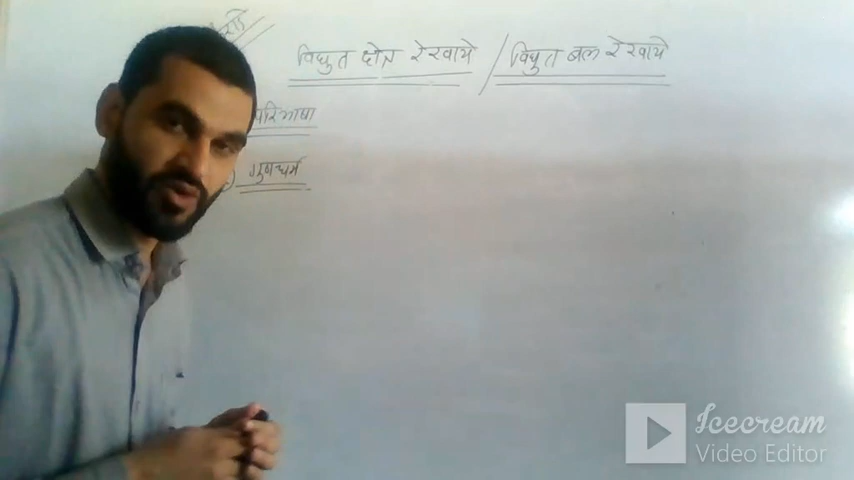 विद्युत क्षेत्र रेखाये / विद्युत बल रेखाये
परिभाषा
गुणधर्म
Icecream
Video Editor